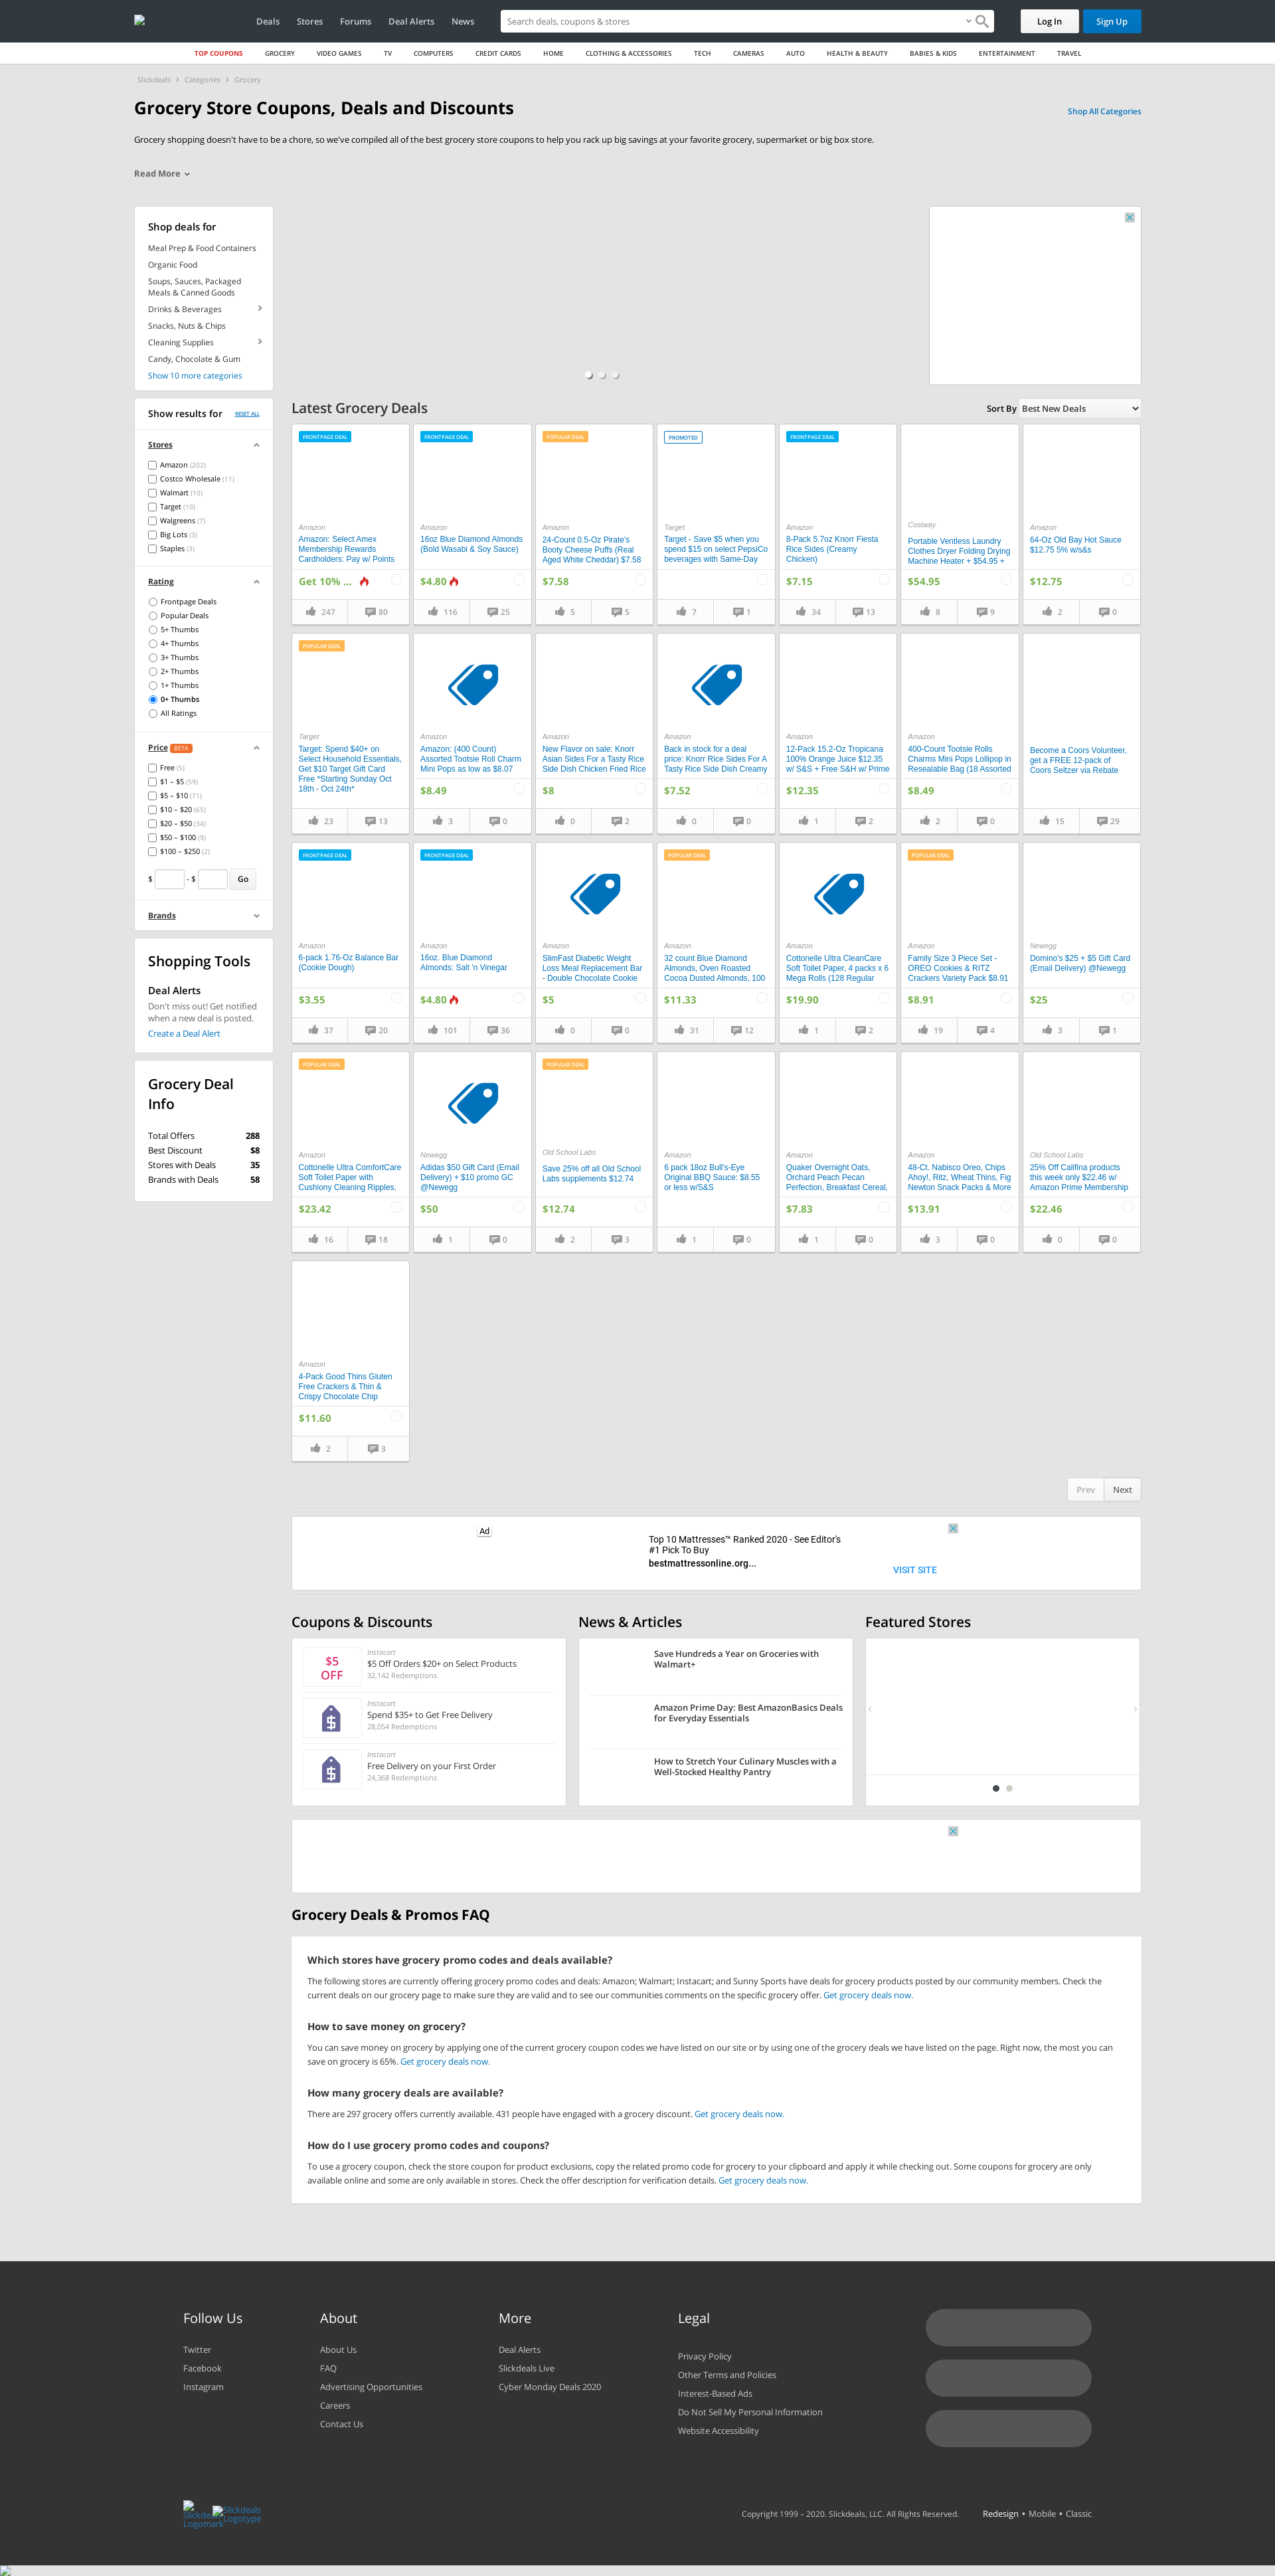 Deals Stores Forums Deal Alerts News
Search deals, coupons & stores
Log In
Sign Up
TOP COUPONS GROCERY VIDEO GAMES TV COMPUTERS CREDIT CARDS HOME CLOTHING & ACCESSORIES TECH CAMERAS AUTO HEALTH & BEAUTY BABIES & KIDS ENTERTAINMENT TRAVEL
Slickdeals › Categories › Grocery
Grocery Store Coupons, Deals and Discounts
Shop All Categories
Grocery shopping doesn't have to be a chore, so we've compiled all of the best grocery store coupons to help you rack up big savings at your favorite grocery, supermarket or big box store.
Read More
Shop deals for
Meal Prep & Food Containers
Organic Food
Soups, Sauces, Packaged
Meals & Canned Goods
Drinks & Beverages
Snacks, Nuts & Chips
Cleaning Supplies
Candy, Chocolate & Gum
Show 10 more categories
Show results for RESET ALL
Stores
Amazon (202)
Costco Wholesale (11)
Walmart (10)
Target (10)
Walgreens (7)
Big Lots (3)
Staples (3)
Rating
Frontpage Deals
Popular Deals
5+ Thumbs
4+ Thumbs
3+ Thumbs
2+ Thumbs
1+ Thumbs
0+ Thumbs
All Ratings
Price BETA
Free (5)
$1 – $5 (59)
$5 – $10 (71)
$10 – $20 (65)
$20 – $50 (34)
$50 – $100 (9)
$100 – $250 (2)
$ - $ Go
Brands
Shopping Tools
Deal Alerts
Don't miss out! Get notified
when a new deal is posted.
Create a Deal Alert
Grocery Deal
Info
Total Offers 288
Best Discount $8
Stores with Deals 35
Brands with Deals 58
Latest Grocery Deals
Sort By Best New Deals
FRONTPAGE DEAL
Amazon
Amazon: Select Amex
Membership Rewards
Cardholders: Pay w/ Points
Get 10% ...
247 80
FRONTPAGE DEAL
Amazon
16oz Blue Diamond Almonds
(Bold Wasabi & Soy Sauce)
$4.80
116 25
POPULAR DEAL
Amazon
24-Count 0.5-Oz Pirate's
Booty Cheese Puffs (Real
Aged White Cheddar) $7.58
$7.58
5 5
PROMOTED
Target
Target - Save $5 when you
spend $15 on select PepsiCo
beverages with Same-Day
7 1
FRONTPAGE DEAL
Amazon
8-Pack 5.7oz Knorr Fiesta
Rice Sides (Creamy
Chicken)
$7.15
34 13
Costway
Portable Ventless Laundry
Clothes Dryer Folding Drying
Machine Heater + $54.95 +
$54.95
8 9
Amazon
64-Oz Old Bay Hot Sauce
$12.75 5% w/s&s
$12.75
2 0
POPULAR DEAL
Target
Target: Spend $40+ on
Select Household Essentials,
Get $10 Target Gift Card
Free *Starting Sunday Oct
18th - Oct 24th*
23 13
Amazon
Amazon: (400 Count)
Assorted Tootsie Roll Charm
Mini Pops as low as $8.07
$8.49
3 0
Amazon
New Flavor on sale: Knorr
Asian Sides For a Tasty Rice
Side Dish Chicken Fried Rice
$8
0 2
Amazon
Back in stock for a deal
price: Knorr Rice Sides For A
Tasty Rice Side Dish Creamy
$7.52
0 0
Amazon
12-Pack 15.2-Oz Tropicana
100% Orange Juice $12.35
w/ S&S + Free S&H w/ Prime
$12.35
1 2
Amazon
400-Count Tootsie Rolls
Charms Mini Pops Lollipop in
Resealable Bag (18 Assorted
$8.49
2 0
Become a Coors Volunteer,
get a FREE 12-pack of
Coors Seltzer via Rebate
15 29
FRONTPAGE DEAL
Amazon
6-pack 1.76-Oz Balance Bar
(Cookie Dough)
$3.55
37 20
FRONTPAGE DEAL
Amazon
16oz. Blue Diamond
Almonds: Salt 'n Vinegar
$4.80
101 36
Amazon
SlimFast Diabetic Weight
Loss Meal Replacement Bar
- Double Chocolate Cookie
$5
0 0
POPULAR DEAL
Amazon
32 count Blue Diamond
Almonds, Oven Roasted
Cocoa Dusted Almonds, 100
$11.33
31 12
Amazon
Cottonelle Ultra CleanCare
Soft Toilet Paper, 4 packs x 6
Mega Rolls (128 Regular
$19.90
1 2
POPULAR DEAL
Amazon
Family Size 3 Piece Set -
OREO Cookies & RITZ
Crackers Variety Pack $8.91
$8.91
19 4
Newegg
Domino's $25 + $5 Gift Card
(Email Delivery) @Newegg
$25
3 1
POPULAR DEAL
Amazon
Cottonelle Ultra ComfortCare
Soft Toilet Paper with
Cushiony Cleaning Ripples,
$23.42
16 18
Newegg
Adidas $50 Gift Card (Email
Delivery) + $10 promo GC
@Newegg
$50
1 0
POPULAR DEAL
Old School Labs
Save 25% off all Old School
Labs supplements $12.74
$12.74
2 3
Amazon
6 pack 18oz Bull's-Eye
Original BBQ Sauce: $8.55
or less w/S&S
1 0
Amazon
Quaker Overnight Oats,
Orchard Peach Pecan
Perfection, Breakfast Cereal,
$7.83
1 0
Amazon
48-Ct. Nabisco Oreo, Chips
Ahoy!, Ritz, Wheat Thins, Fig
Newton Snack Packs & More
$13.91
3 0
Old School Labs
25% Off Califina products
this week only $22.46 w/
Amazon Prime Membership
$22.46
0 0
Amazon
4-Pack Good Thins Gluten
Free Crackers & Thin &
Crispy Chocolate Chip
$11.60
2 3
Prev Next
Ad
Top 10 Mattresses™ Ranked 2020 - See Editor's
#1 Pick To Buy
bestmattressonline.org...
VISIT SITE
Coupons & Discounts
$5
OFF
Instacart
$5 Off Orders $20+ on Select Products
32,142 Redemptions
Instacart
Spend $35+ to Get Free Delivery
28,054 Redemptions
Instacart
Free Delivery on your First Order
24,368 Redemptions
News & Articles
Save Hundreds a Year on Groceries with
Walmart+
Amazon Prime Day: Best AmazonBasics Deals
for Everyday Essentials
How to Stretch Your Culinary Muscles with a
Well-Stocked Healthy Pantry
Featured Stores
Grocery Deals & Promos FAQ
Which stores have grocery promo codes and deals available?
The following stores are currently offering grocery promo codes and deals: Amazon; Walmart; Instacart; and Sunny Sports have deals for grocery products posted by our community members. Check the
current deals on our grocery page to make sure they are valid and to see our communities comments on the specific grocery offer. Get grocery deals now.
How to save money on grocery?
You can save money on grocery by applying one of the current grocery coupon codes we have listed on our site or by using one of the grocery deals we have listed on the page. Right now, the most you can
save on grocery is 65%. Get grocery deals now.
How many grocery deals are available?
There are 297 grocery offers currently available. 431 people have engaged with a grocery discount. Get grocery deals now.
How do I use grocery promo codes and coupons?
To use a grocery coupon, check the store coupon for product exclusions, copy the related promo code for grocery to your clipboard and apply it while checking out. Some coupons for grocery are only
available online and some are only available in stores. Check the offer description for verification details. Get grocery deals now.
Follow Us
Twitter
Facebook
Instagram
About
About Us
FAQ
Advertising Opportunities
Careers
Contact Us
More
Deal Alerts
Slickdeals Live
Cyber Monday Deals 2020
Legal
Privacy Policy
Other Terms and Policies
Interest-Based Ads
Do Not Sell My Personal Information
Website Accessibility
Slickdeals
Logomark
Slickdeals
Logotype
Copyright 1999 – 2020. Slickdeals, LLC. All Rights Reserved.
Redesign • Mobile • Classic